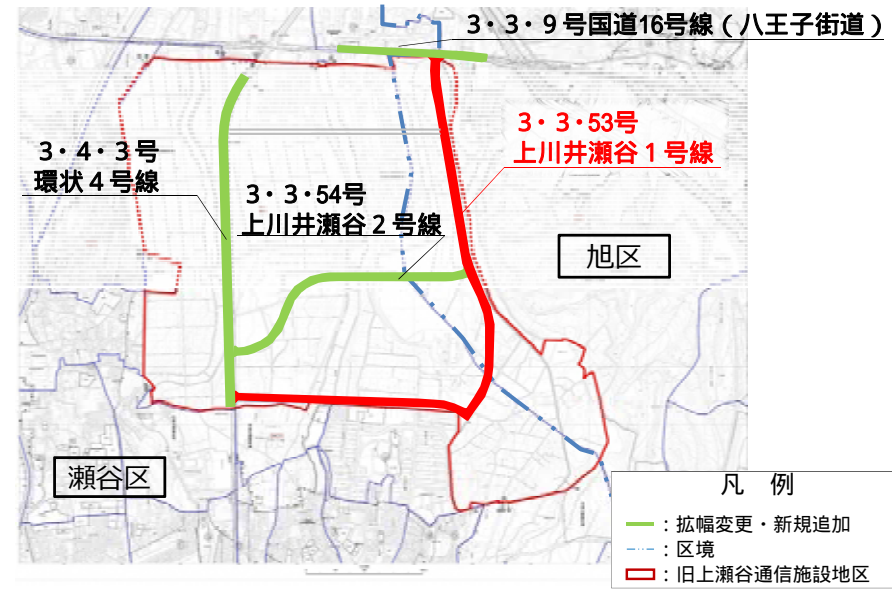 3・3・9号国道16号線(八王子街道)
3・3・53号
上川井瀬谷1号線
3・4・3号
環状4号線
3・3・54号
上川井瀬谷2号線
旭区
瀬谷区
凡 例
:拡幅変更・新規追加
:区境
:旧上瀬谷通信施設地区